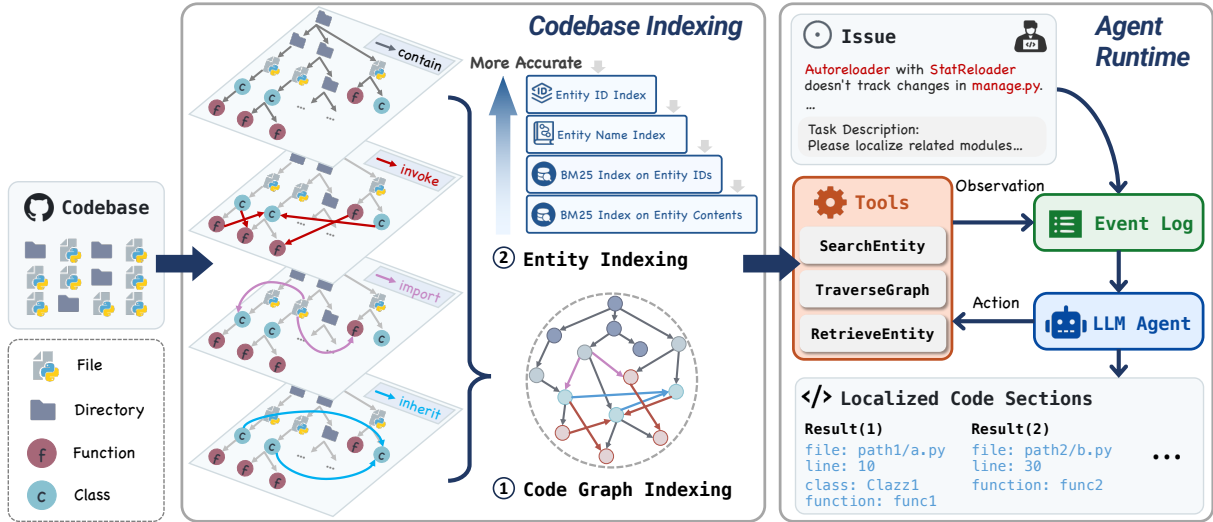 Codebase
File
Directory
Function
Class
Codebase Indexing
contain
invoke
import
inherit
More Accurate
Entity ID Index
Entity Name Index
BM25 Index on Entity IDs
BM25 Index on Entity Contents
② Entity Indexing
① Code Graph Indexing
Agent
Runtime
Issue
Autoreloader with StatReloader
doesn't track changes in manage.py.
...
Task Description:
Please localize related modules...
Tools
SearchEntity
TraverseGraph
RetrieveEntity
Observation
Action
Event Log
LLM Agent
</> Localized Code Sections
Result(1)
file: path1/a.py
line: 10
class: Clazz1
function: func1
Result(2)
file: path2/b.py
line: 30
function: func2
...